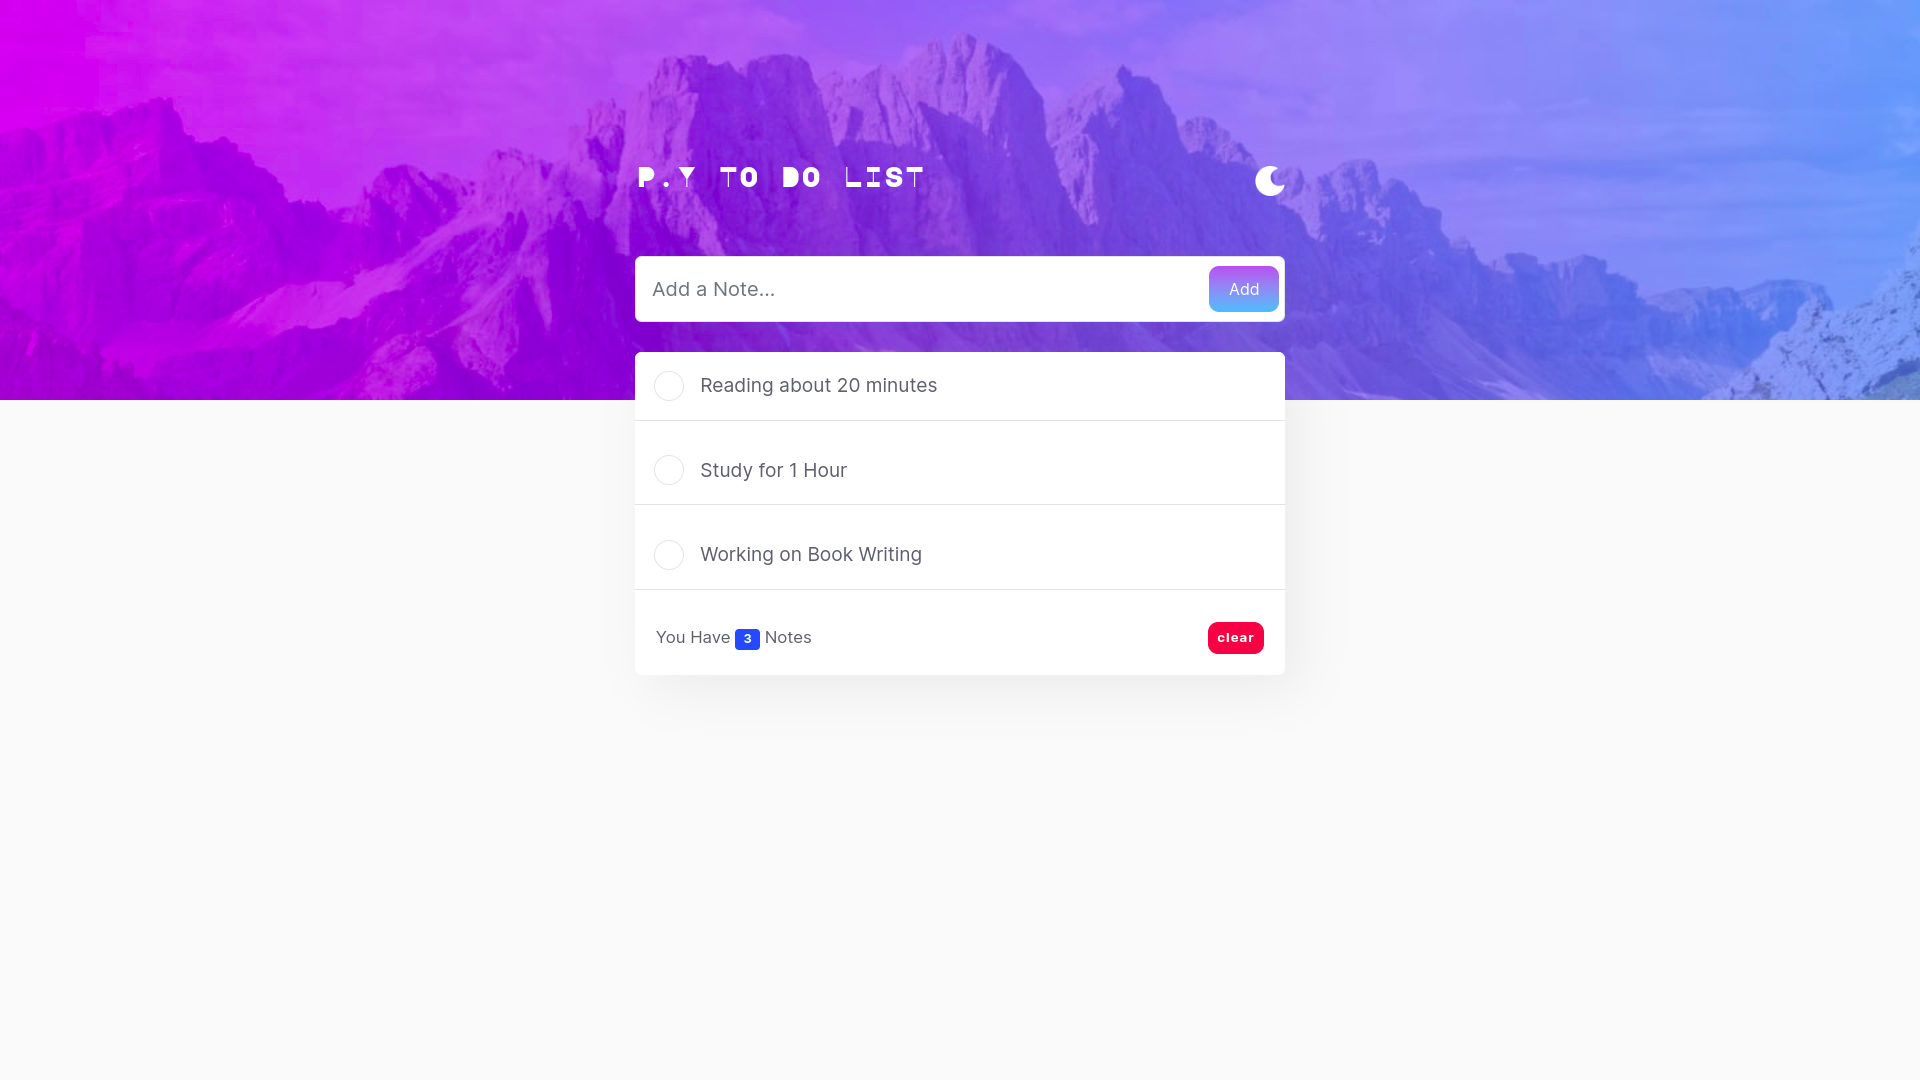 P.Y TO DO LIST
Add a Note...
Add
Reading about 20 minutes
Study for 1 Hour
Working on Book Writing
You Have 3 Notes
clear